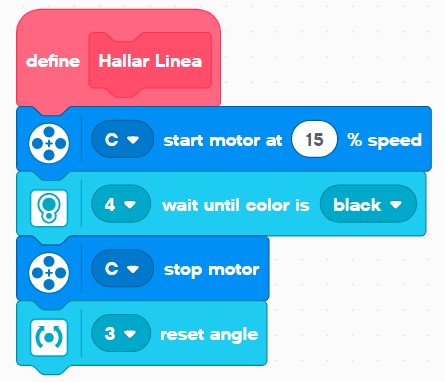 define Hallar Linea
C start motor at 15 % speed
4 wait until color is black
C stop motor
3 reset angle